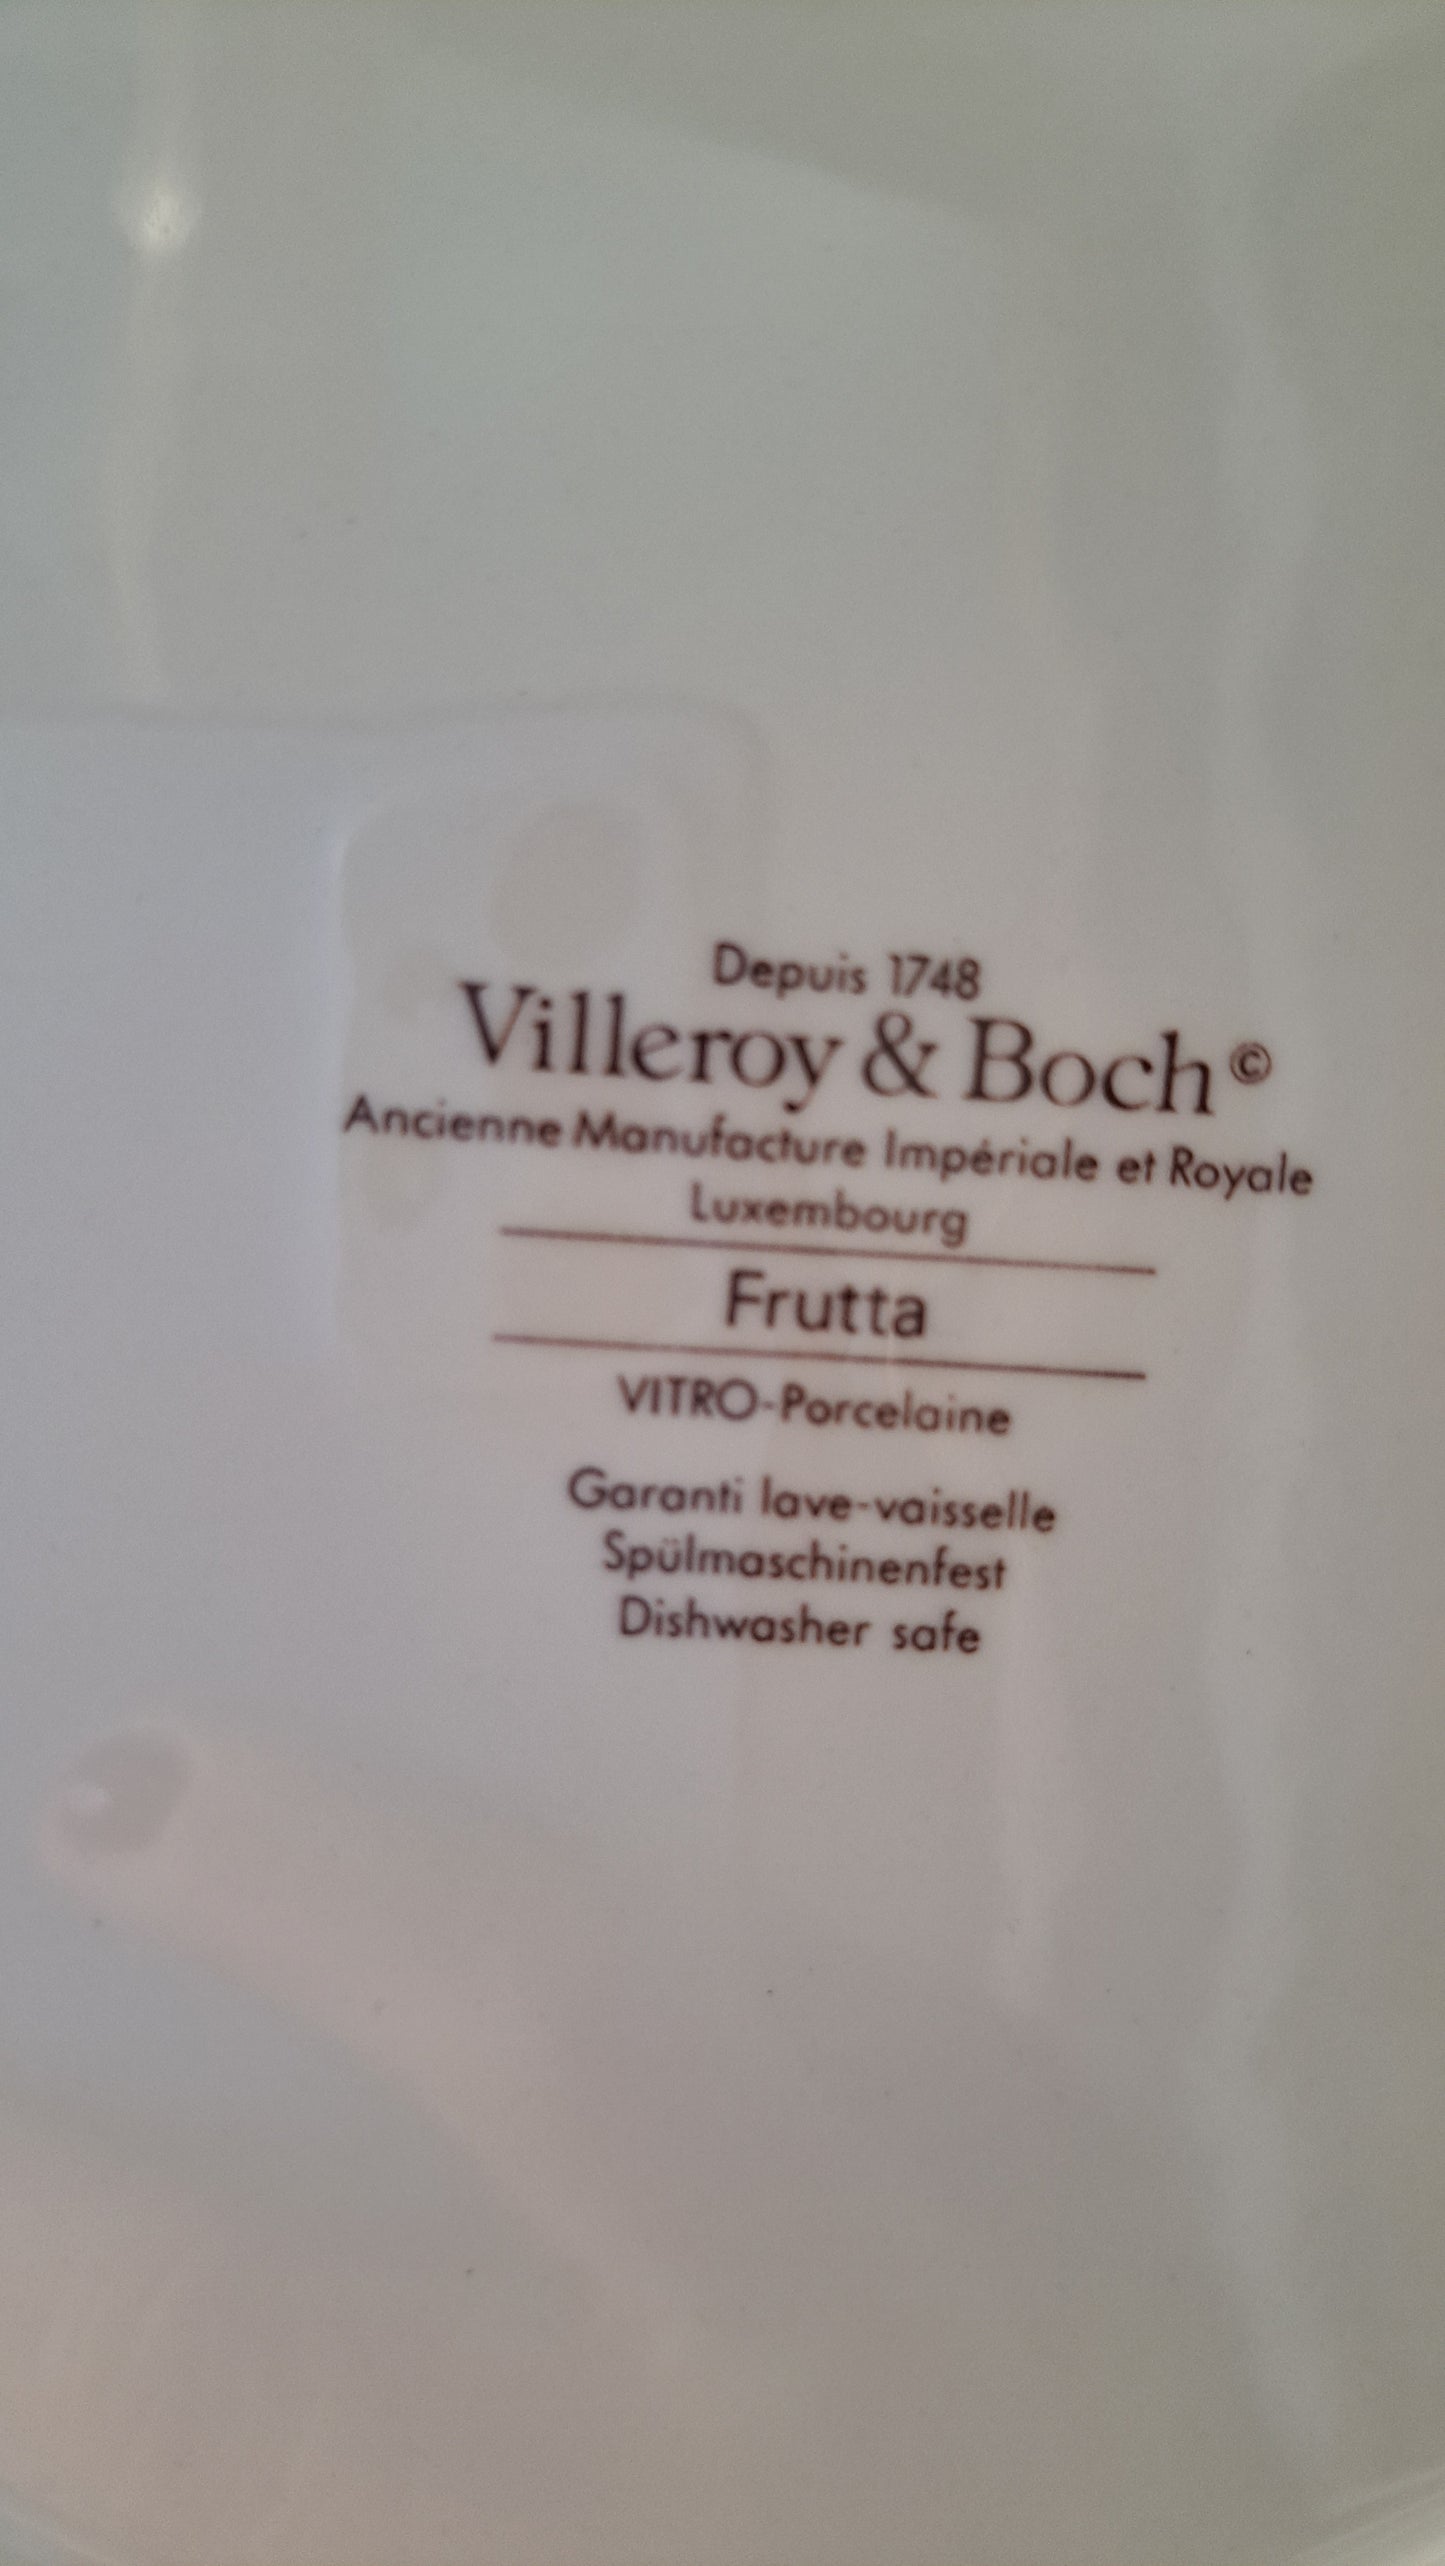 Depuis 1748
Villeroy & Boch©
Ancienne Manufacture Impériale et Royale
Luxembourg
Frutta
VITRO-Porcelaine
Garanti lave-vaisselle
Spülmaschinenfest
Dishwasher safe